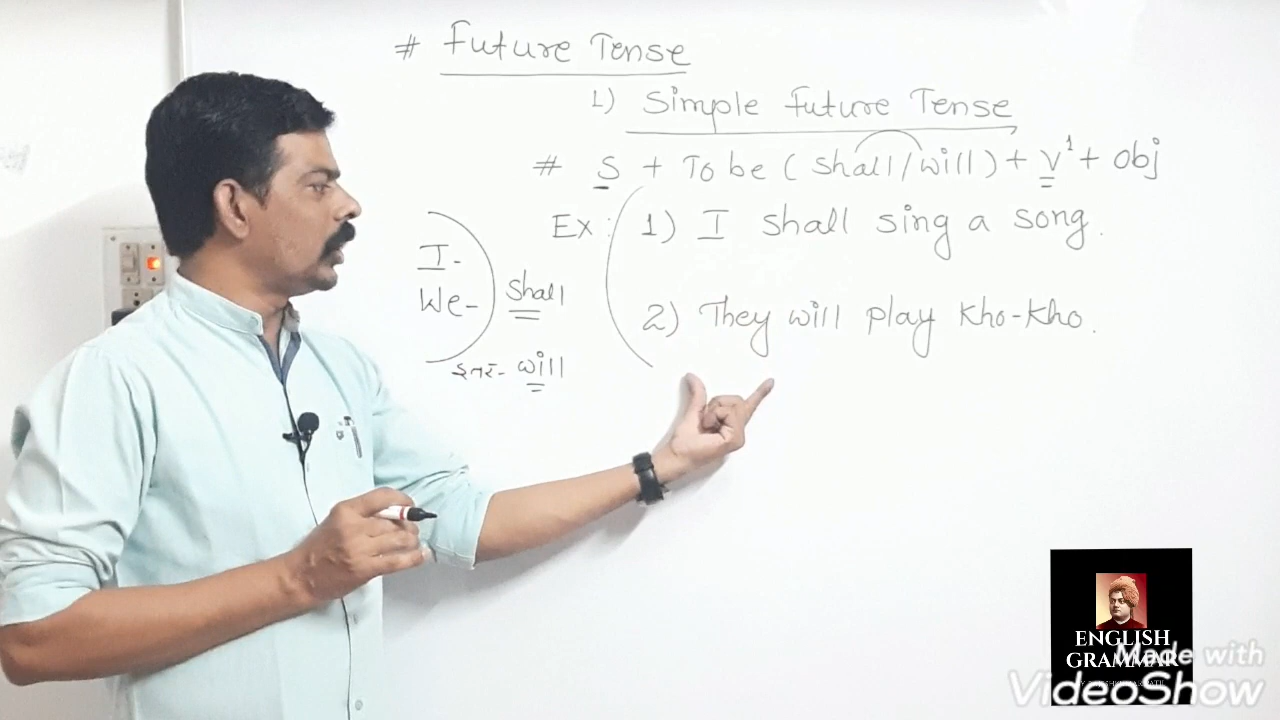 # Future Tense
1) Simple Future Tense
# S + To be (shall/will) + V¹ + Obj
Ex: 1) I shall sing a song.
2) They will play Kho-Kho.
I-
We- Shall
इतर- will
ENGLISH
GRAMMAR
Made with
VideoShow